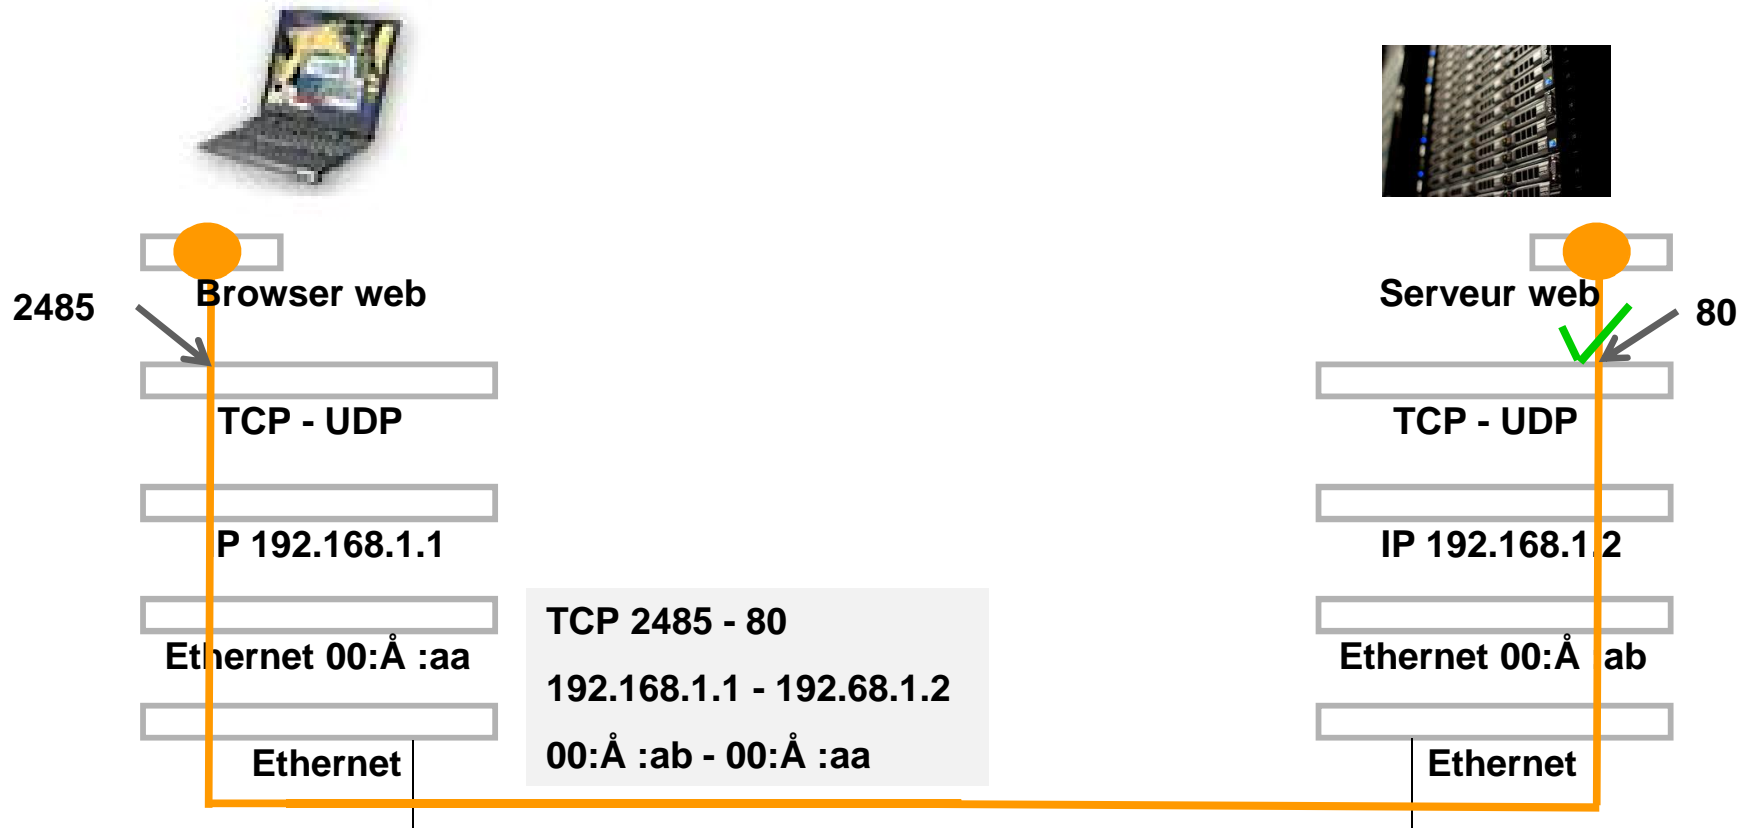 Browser web
Serveur web
2485
80
TCP - UDP
TCP - UDP
P 192.168.1.1
IP 192.168.1.2
TCP 2485 - 80
Ethernet 00:Å :aa
Ethernet 00:Å :ab
192.168.1.1 - 192.68.1.2
00:Å :ab - 00:Å :aa
Ethernet
Ethernet